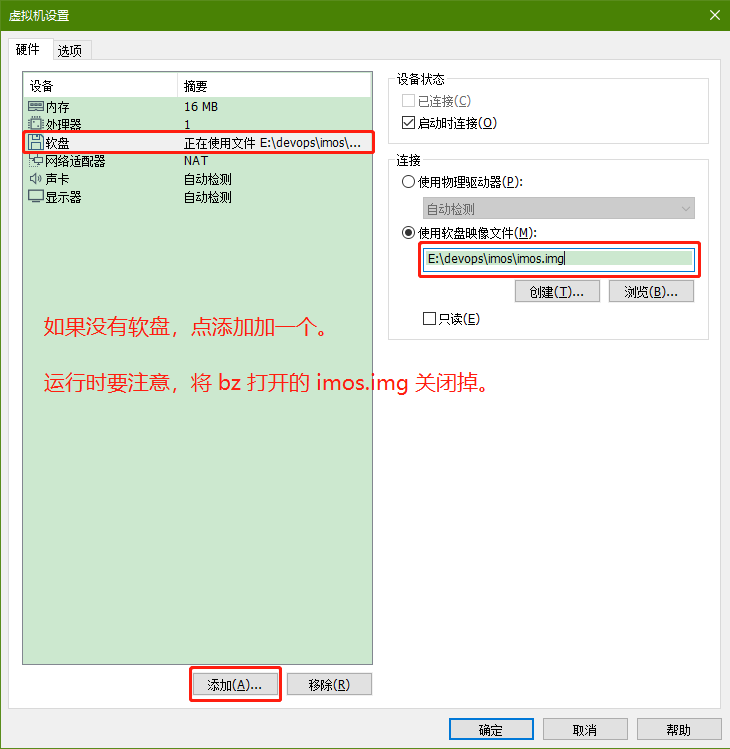 虚拟机设置
硬件 选项
设备 摘要
内存 16 MB
处理器 1
软盘 正在使用文件 E:\devops\imos\...
网络适配器 NAT
声卡 自动检测
显示器 自动检测
如果没有软盘，点添加加一个。
运行时要注意，将 bz 打开的 imos.img 关闭掉。
添加(A)... 移除(R)
设备状态
已连接(C)
启动时连接(O)
连接
使用物理驱动器(P):
自动检测
使用软盘映像文件(M):
E:\devops\imos\imos.img
创建(T)... 浏览(B)...
只读(E)
确定 取消 帮助